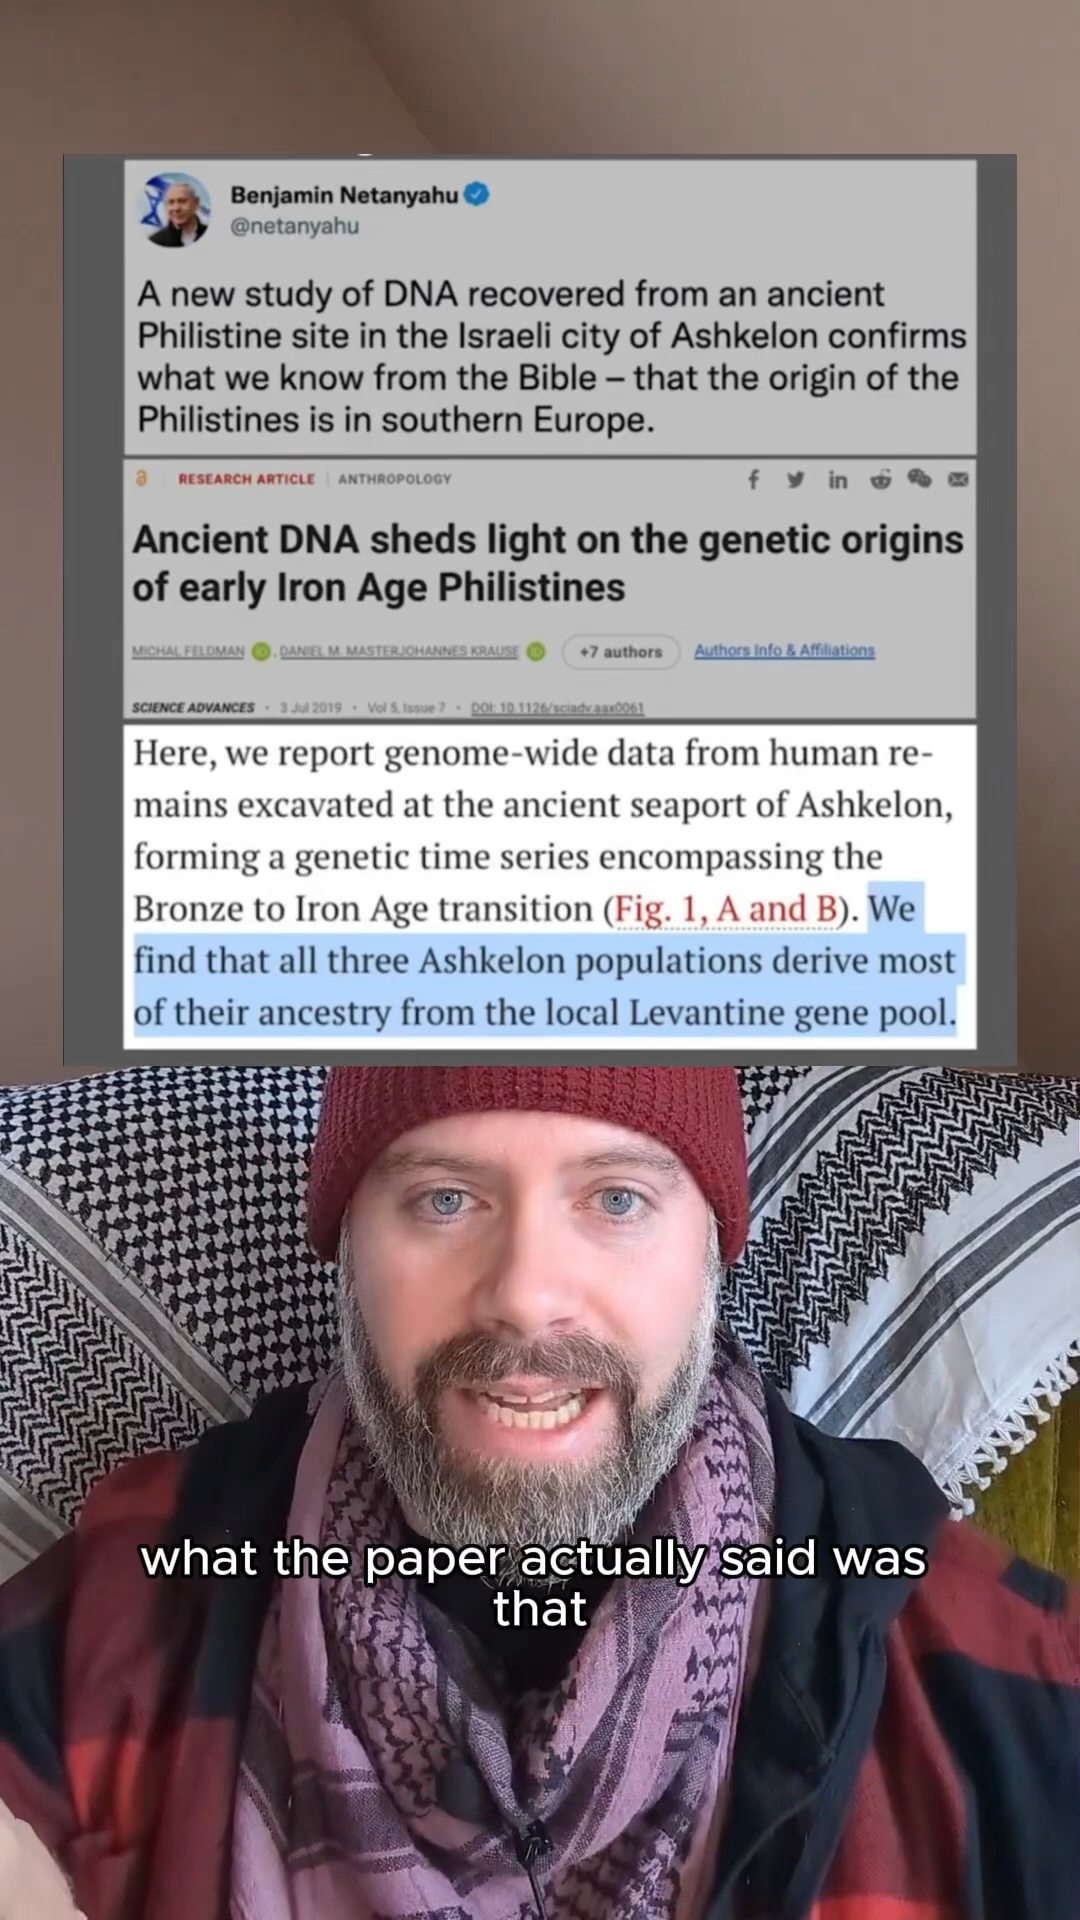 Benjamin Netanyahu
@netanyahu
A new study of DNA recovered from an ancient
Philistine site in the Israeli city of Ashkelon confirms
what we know from the Bible – that the origin of the
Philistines is in southern Europe.
RESEARCH ARTICLE | ANTHROPOLOGY
Ancient DNA sheds light on the genetic origins
of early Iron Age Philistines
MICHAL FELDMAN , DANIEL M. MASTER JOHANNES KRAUSE +7 authors Authors Info & Affiliations
SCIENCE ADVANCES • 3 Jul 2019 • Vol 5, Issue 7 • DOI: 10.1126/sciadv.aax0061
Here, we report genome-wide data from human re-
mains excavated at the ancient seaport of Ashkelon,
forming a genetic time series encompassing the
Bronze to Iron Age transition (Fig. 1, A and B). We
find that all three Ashkelon populations derive most
of their ancestry from the local Levantine gene pool.
what the paper actually said was
that